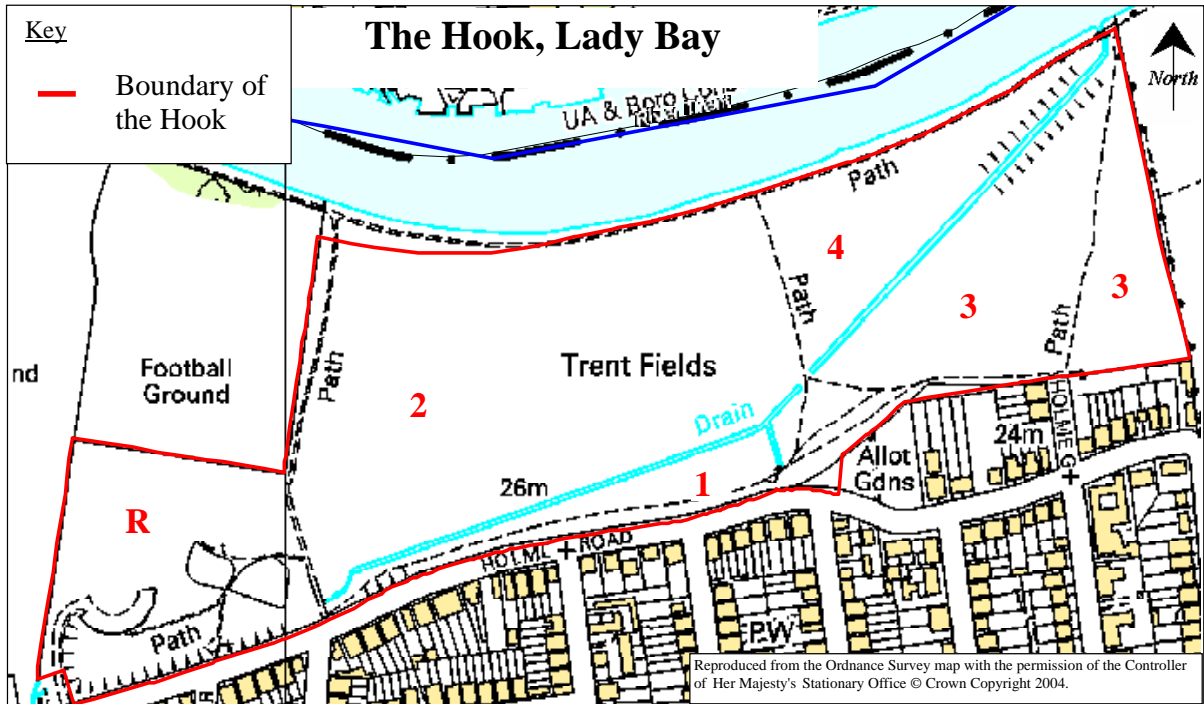 Key
Boundary of
the Hook
The Hook, Lady Bay
North
UA & Boro
Path
4
3
3
Path
Path
Path
nd
Football
Ground
Trent Fields
2
Drain
HOLME G
24m
Allot
Gdns
26m
1
R
ROAD
Path
PW
Reproduced from the Ordnance Survey map with the permission of the Controller
of Her Majesty's Stationary Office © Crown Copyright 2004.